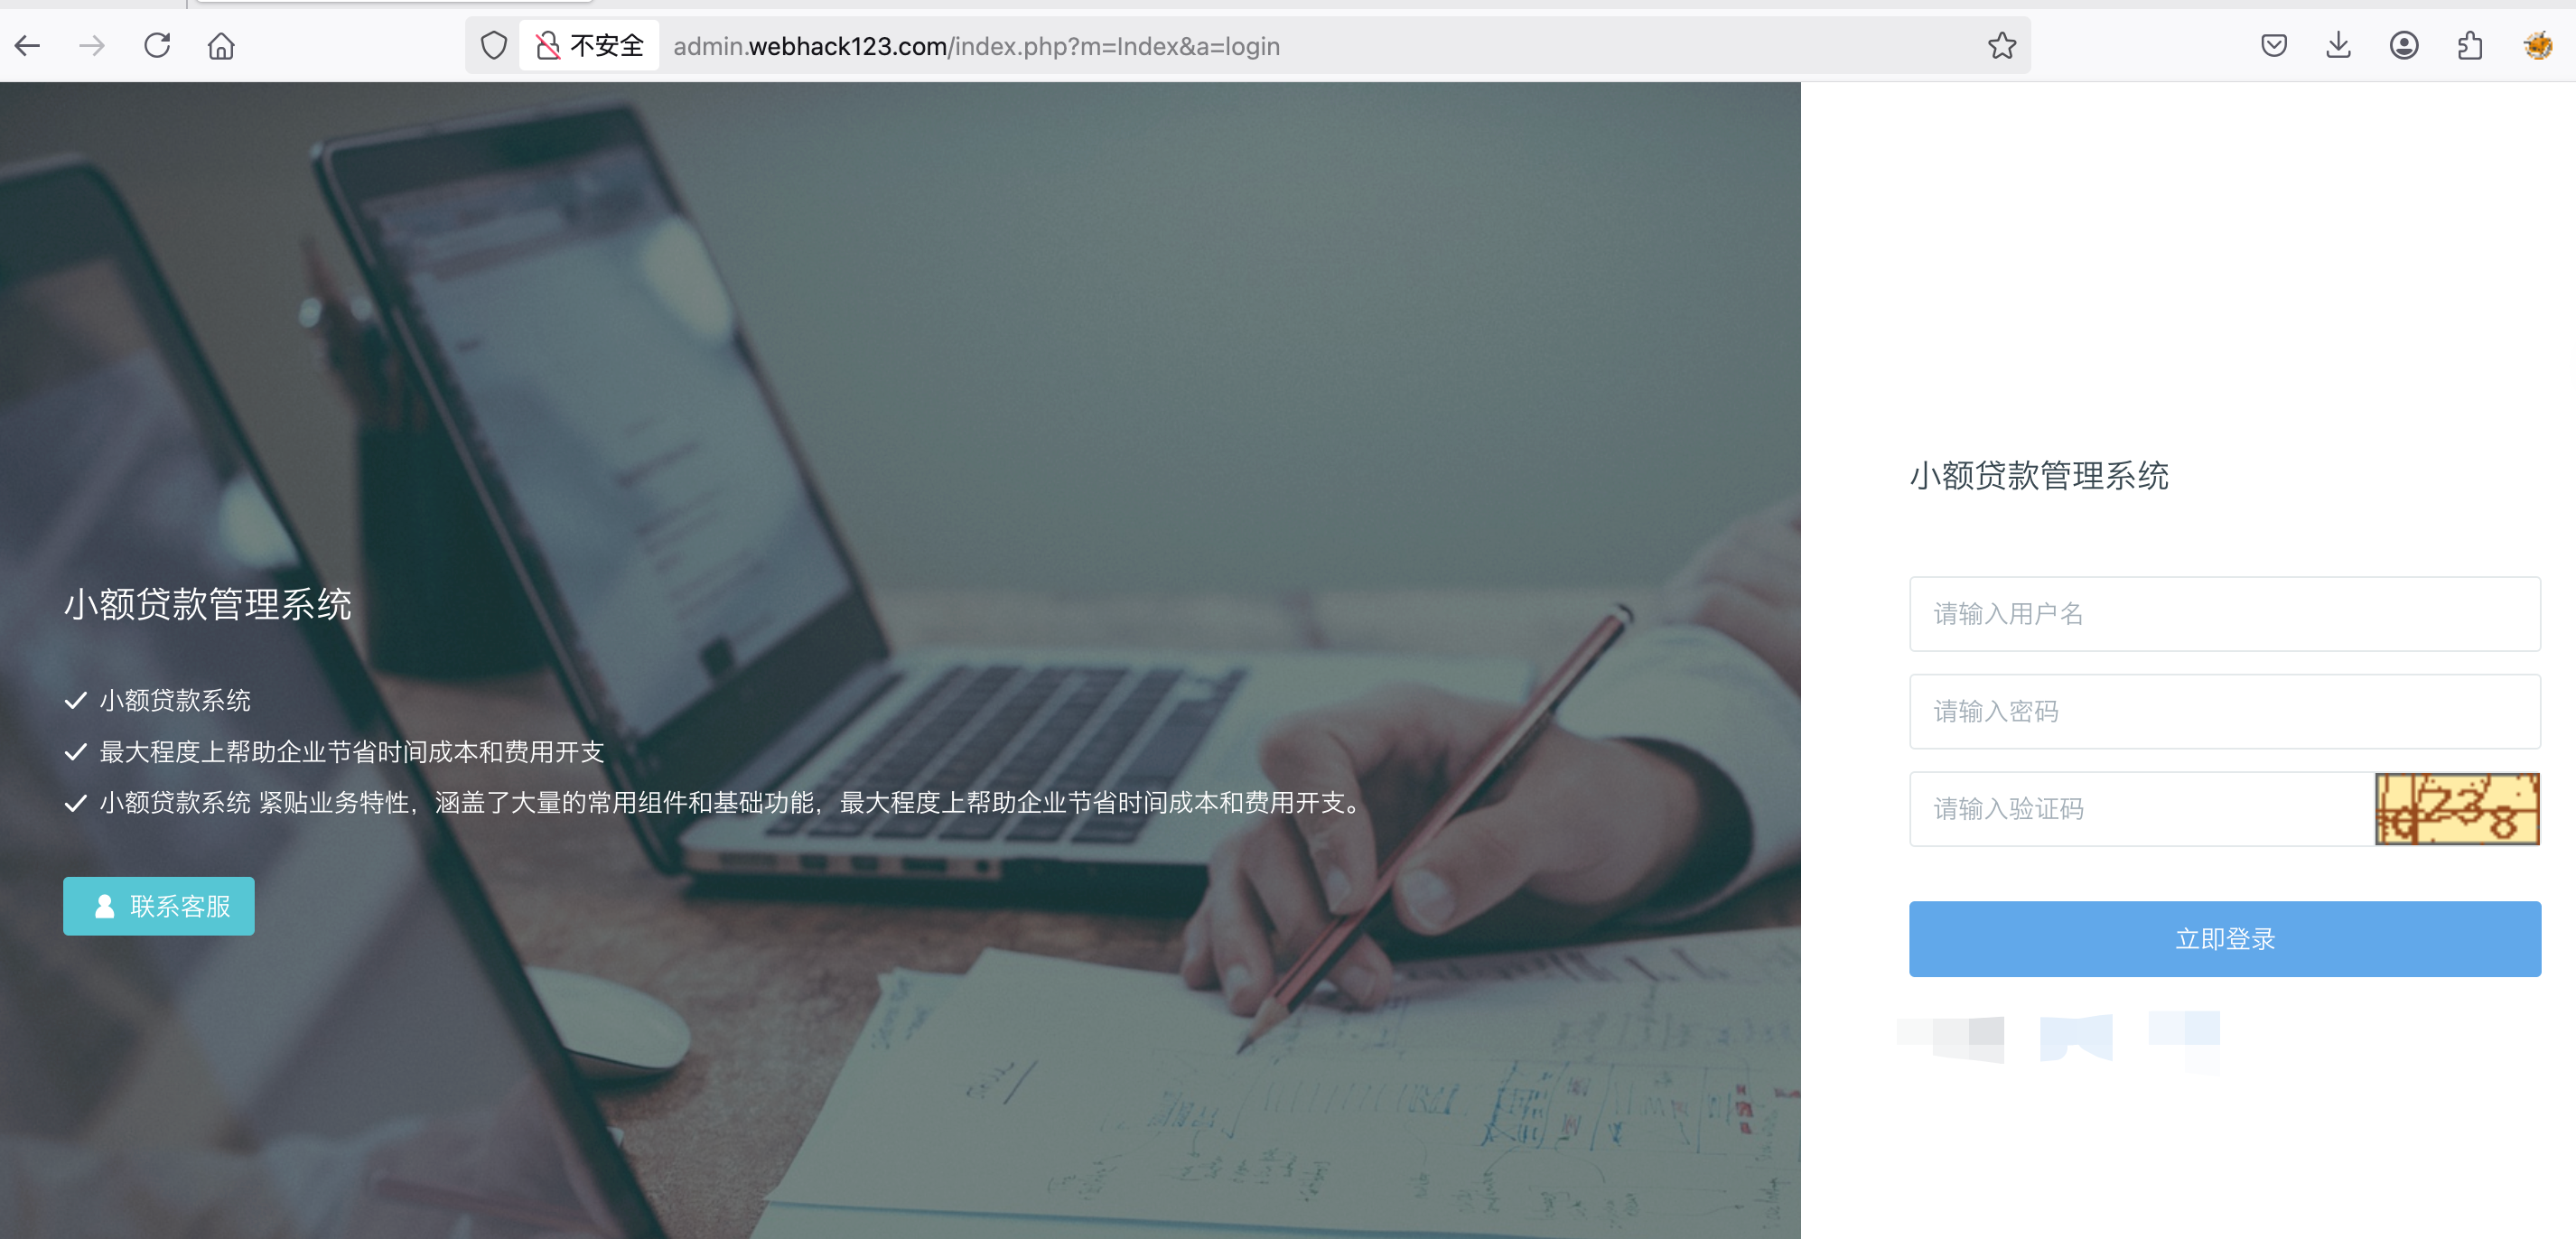 不安全 admin.webhack123.com/index.php?m=Index&a=login
小额贷款管理系统
小额贷款系统
最大程度上帮助企业节省时间成本和费用开支
小额贷款系统 紧贴业务特性，涵盖了大量的常用组件和基础功能，最大程度上帮助企业节省时间成本和费用开支。
联系客服
小额贷款管理系统
请输入用户名
请输入密码
请输入验证码
立即登录